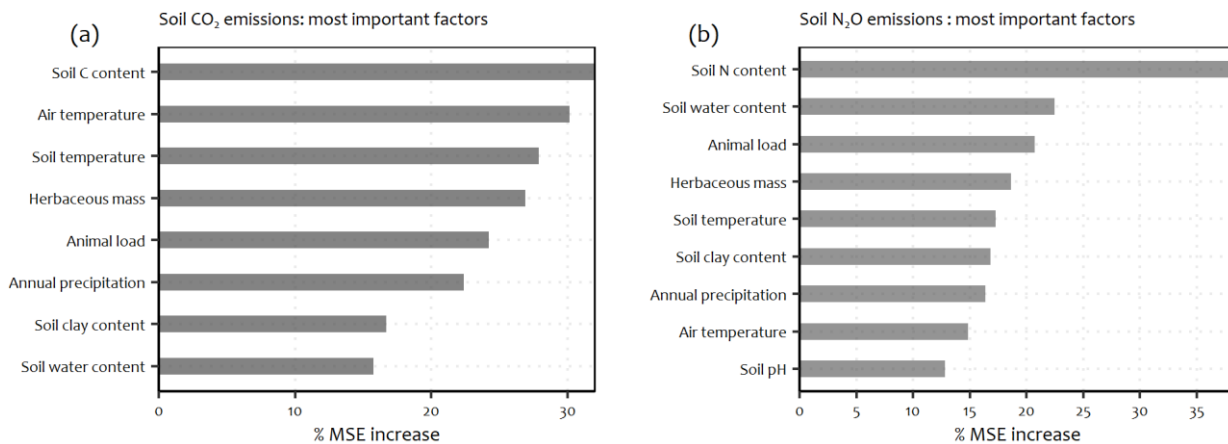 Soil CO₂ emissions: most important factors
(a)
Soil C content
Air temperature
Soil temperature
Herbaceous mass
Animal load
Annual precipitation
Soil clay content
Soil water content
0 10 20 30
% MSE increase
Soil N₂O emissions : most important factors
(b)
Soil N content
Soil water content
Animal load
Herbaceous mass
Soil temperature
Soil clay content
Annual precipitation
Air temperature
Soil pH
0 5 10 15 20 25 30 35
% MSE increase